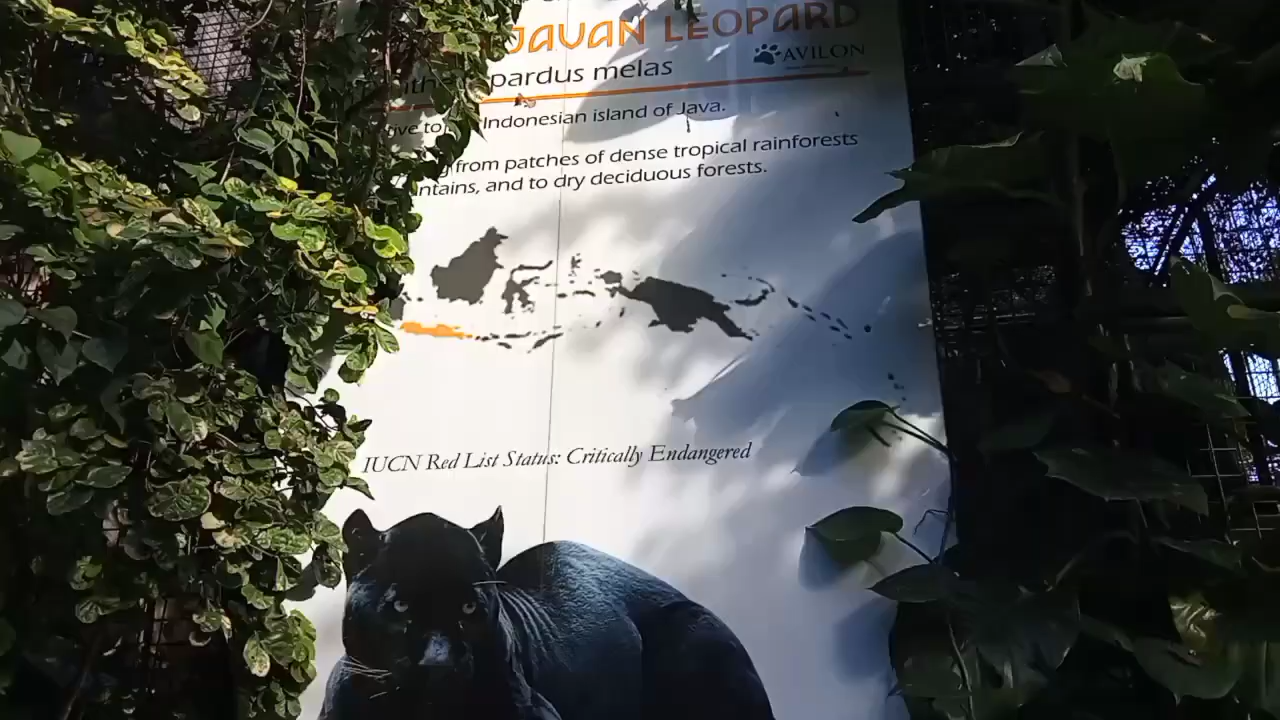 JAVAN LEOPARD
AVILON
pardus melas
Indonesian island of Java.
from patches of dense tropical rainforests
and to dry deciduous forests.
IUCN Red List Status: Critically Endangered